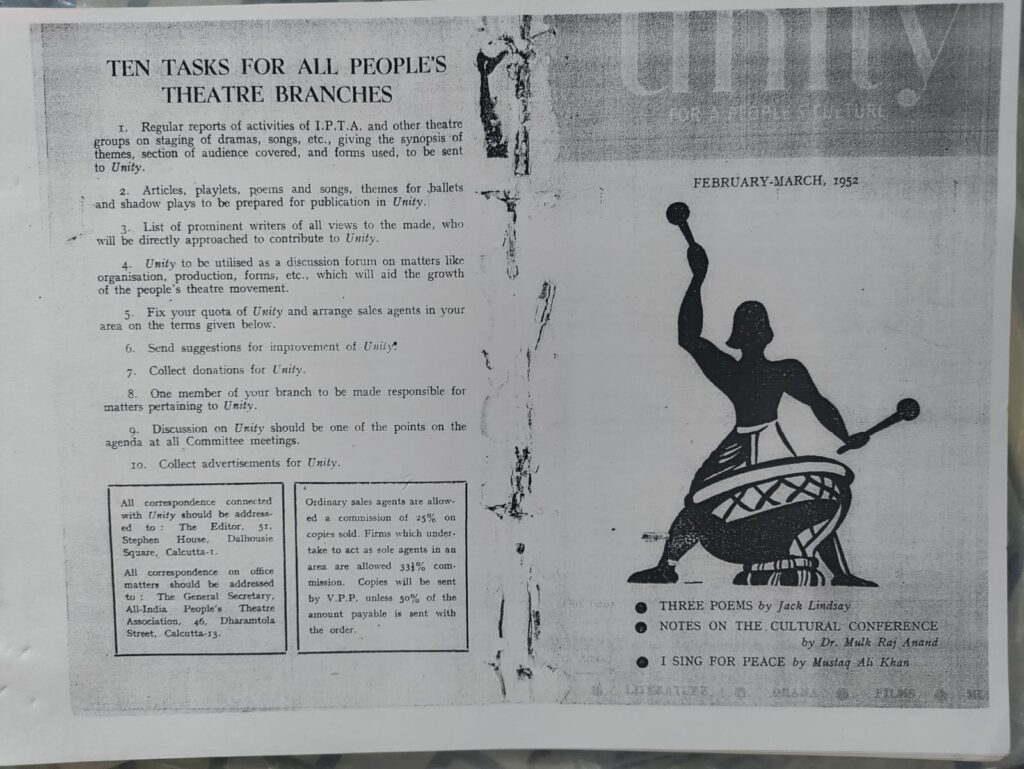 TEN TASKS FOR ALL PEOPLE'S
THEATRE BRANCHES
1. Regular reports of activities of I.P.T.A. and other theatre
groups on staging of dramas, songs, etc., giving the synopsis of
themes, section of audience covered, and forms used, to be sent
to Unity.
2. Articles, playlets, poems and songs, themes for ballets
and shadow plays to be prepared for publication in Unity.
3. List of prominent writers of all views to the made, who
will be directly approached to contribute to Unity.
4. Unity to be utilised as a discussion forum on matters like
organisation, production, forms, etc., which will aid the growth
of the people's theatre movement.
5. Fix your quota of Unity and arrange sales agents in your
area on the terms given below.
6. Send suggestions for improvement of Unity.
7. Collect donations for Unity.
8. One member of your branch to be made responsible for
matters pertaining to Unity.
9. Discussion on Unity should be one of the points on the
agenda at all Committee meetings.
10. Collect advertisements for Unity.
All correspondence connected
with Unity should be address-
ed to : The Editor, 51,
Stephen House, Dalhousie
Square, Calcutta-1.
All correspondence on office
matters should be addressed
to : The General Secretary,
All-India People's Theatre
Association, 46, Dharamtola
Street, Calcutta-13.
Ordinary sales agents are allow-
ed a commission of 25% on
copies sold. Firms which under-
take to act as sole agents in an
area are allowed 33⅓% com-
mission. Copies will be sent
by V.P.P. unless 50% of the
amount payable is sent with
the order.
unity
FOR A PEOPLE'S CULTURE
FEBRUARY-MARCH, 1952
This issue
THREE POEMS by Jack Lindsay
NOTES ON THE CULTURAL CONFERENCE
by Dr. Mulk Raj Anand
I SING FOR PEACE by Mustaq Ali Khan
LITERATURE DRAMA FILMS MU